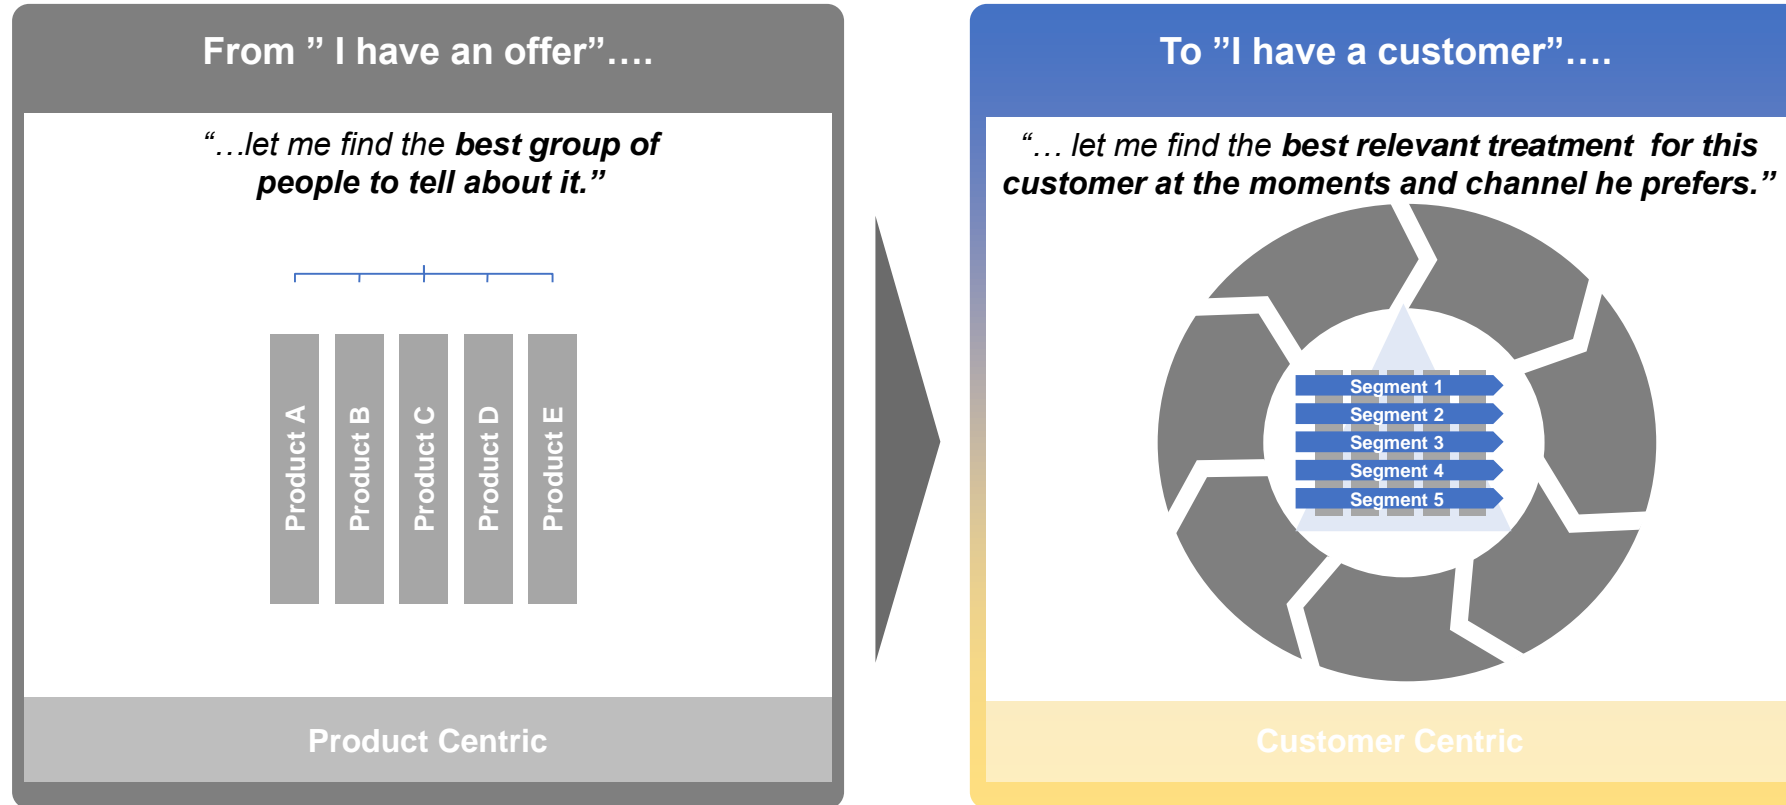 From ” I have an offer”….
“…let me find the best group of
people to tell about it.”
Product A
Product B
Product C
Product D
Product E
Product Centric
To ”I have a customer”….
“… let me find the best relevant treatment for this
customer at the moments and channel he prefers.”
Segment 1
Segment 2
Segment 3
Segment 4
Segment 5
Customer Centric